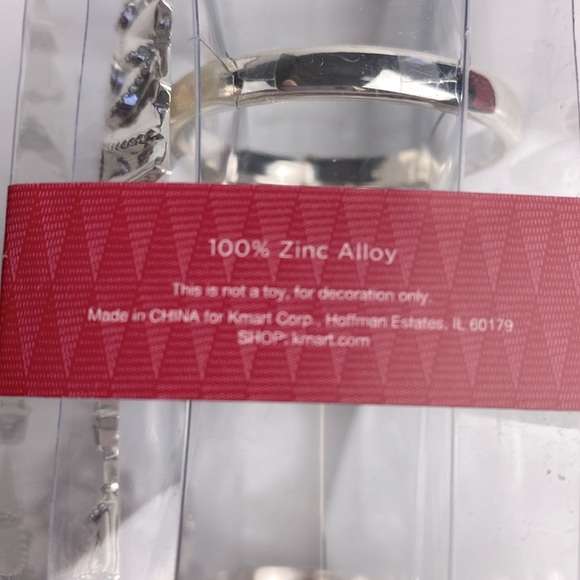 100% Zinc Alloy
This is not a toy, for decoration only.
Made in CHINA for Kmart Corp., Hoffman Estates, IL 60179
SHOP: kmart.com